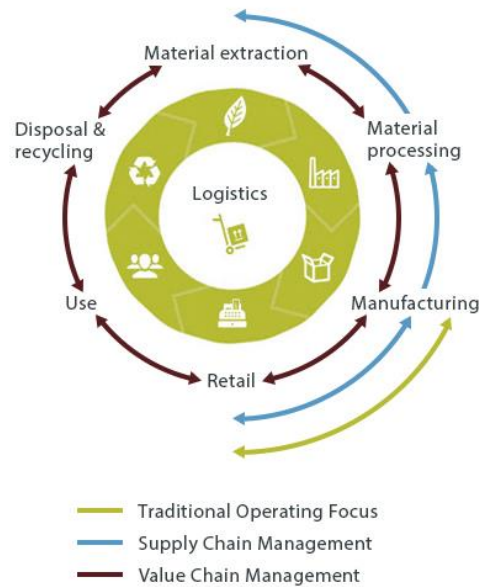 Material extraction
Disposal &
recycling
Material
processing
Logistics
Use
Manufacturing
Retail
Traditional Operating Focus
Supply Chain Management
Value Chain Management